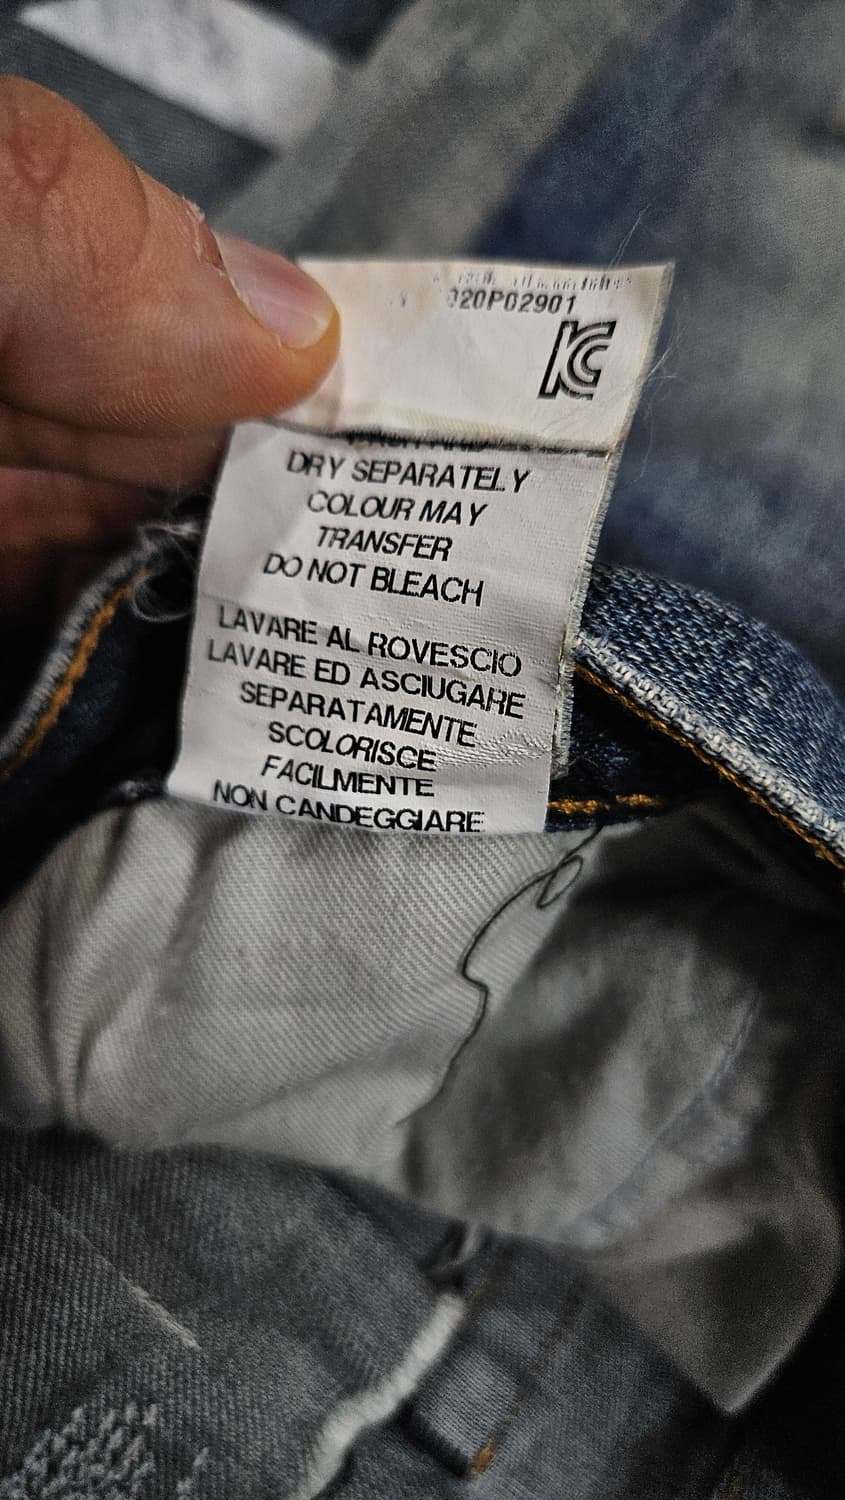 020P02901
KC
DRY SEPARATELY
COLOUR MAY
TRANSFER
DO NOT BLEACH
LAVARE AL ROVESCIO
LAVARE ED ASCIUGARE
SEPARATAMENTE
SCOLORISCE
FACILMENTE
NON CANDEGGIARE